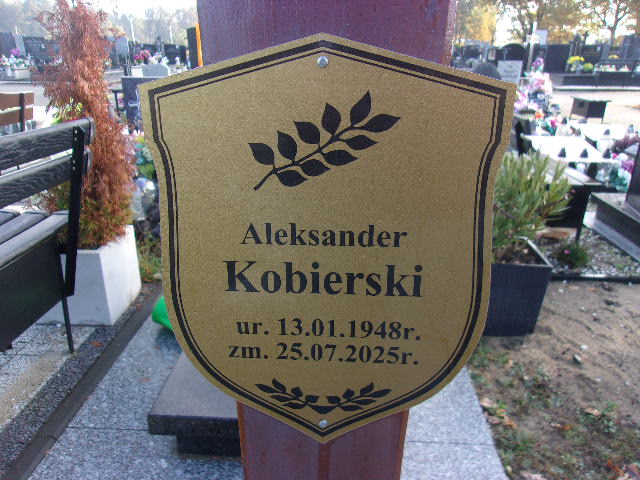 Aleksander
Kobierski
ur. 13.01.1948r.
zm. 25.07.2025r.